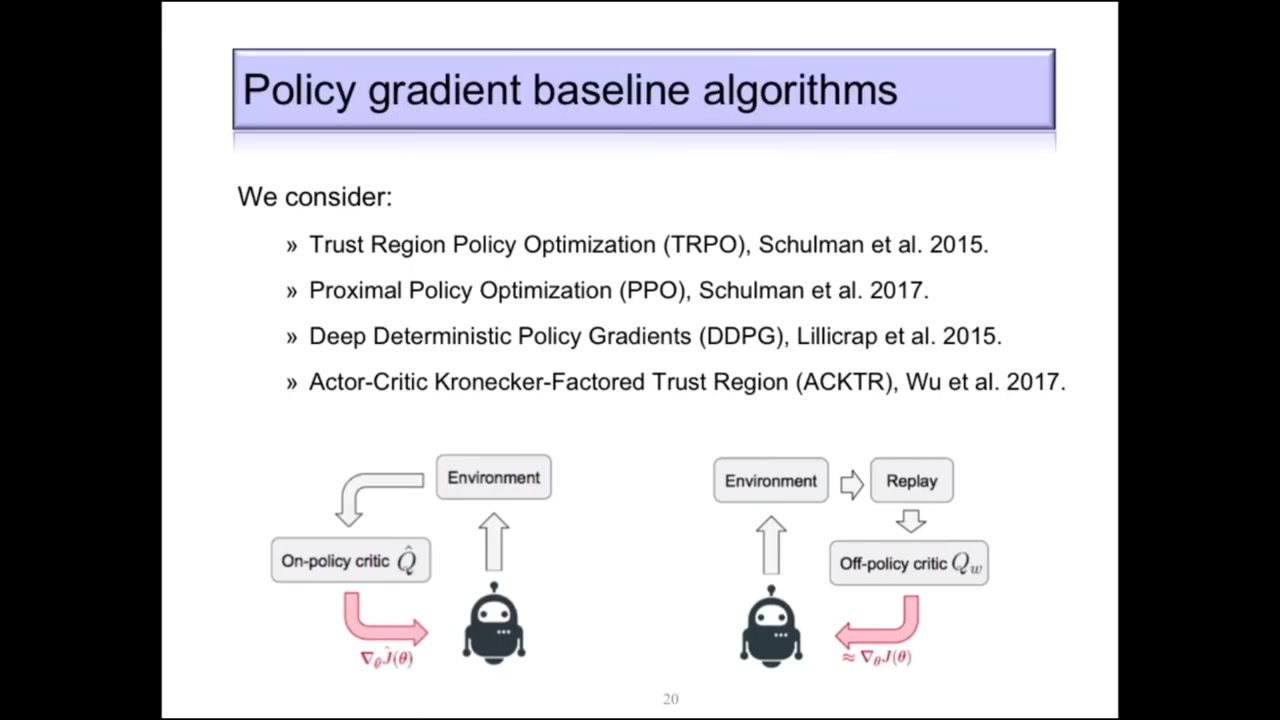 Policy gradient baseline algorithms
We consider:
» Trust Region Policy Optimization (TRPO), Schulman et al. 2015.
» Proximal Policy Optimization (PPO), Schulman et al. 2017.
» Deep Deterministic Policy Gradients (DDPG), Lillicrap et al. 2015.
» Actor-Critic Kronecker-Factored Trust Region (ACKTR), Wu et al. 2017.
Environment
On-policy critic Q̂
∇_θ Ĵ(θ)
Environment
Replay
Off-policy critic Q_w
≈ ∇_θ J(θ)
20